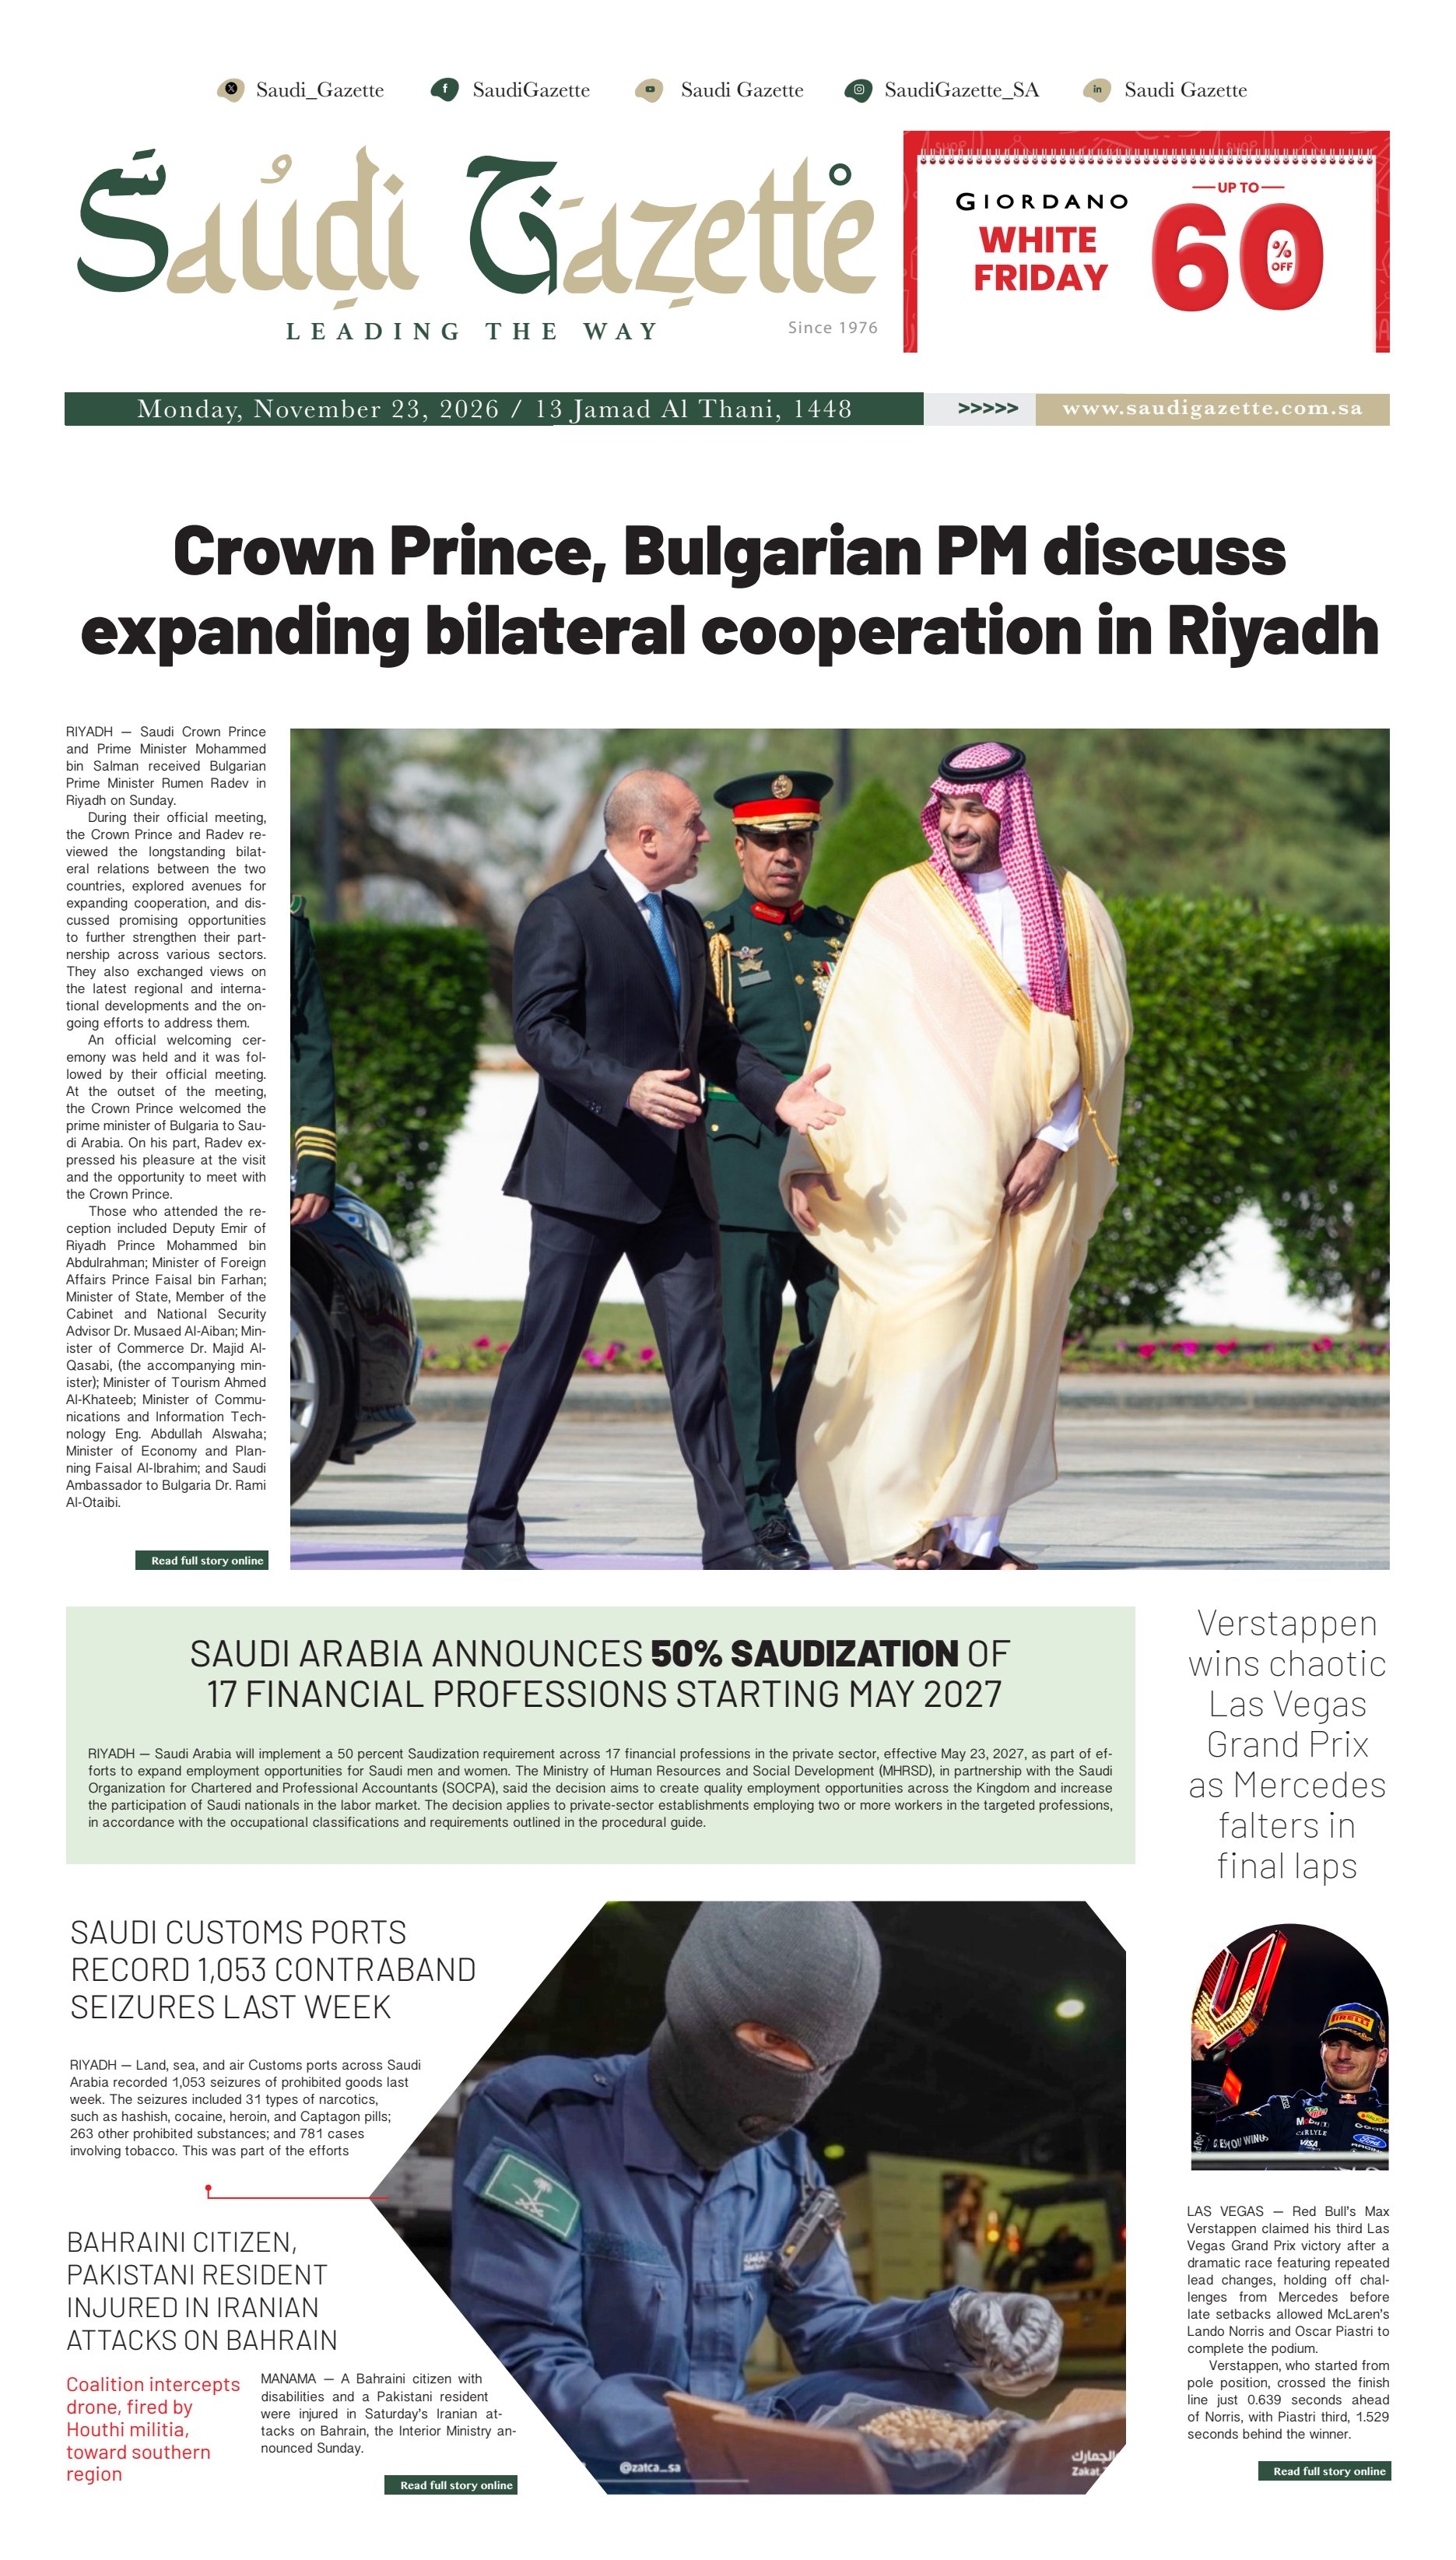 Saudi_Gazette
SaudiGazette
Saudi Gazette
SaudiGazette_SA
Saudi Gazette
Saudi Gazette
LEADING THE WAY
Since 1976
GIORDANO
WHITE
FRIDAY
UP TO
60
%
OFF
Monday, November 23, 2026 / 13 Jamad Al Thani, 1448
>>>>>
www.saudigazette.com.sa
Crown Prince, Bulgarian PM discuss
expanding bilateral cooperation in Riyadh
RIYADH — Saudi Crown Prince
and Prime Minister Mohammed
bin Salman received Bulgarian
Prime Minister Rumen Radev in
Riyadh on Sunday.
During their official meeting,
the Crown Prince and Radev re-
viewed the longstanding bilat-
eral relations between the two
countries, explored avenues for
expanding cooperation, and dis-
cussed promising opportunities
to further strengthen their part-
nership across various sectors.
They also exchanged views on
the latest regional and interna-
tional developments and the on-
going efforts to address them.
An official welcoming cer-
emony was held and it was fol-
lowed by their official meeting.
At the outset of the meeting,
the Crown Prince welcomed the
prime minister of Bulgaria to Sau-
di Arabia. On his part, Radev ex-
pressed his pleasure at the visit
and the opportunity to meet with
the Crown Prince.
Those who attended the re-
ception included Deputy Emir of
Riyadh Prince Mohammed bin
Abdulrahman; Minister of Foreign
Affairs Prince Faisal bin Farhan;
Minister of State, Member of the
Cabinet and National Security
Advisor Dr. Musaed Al-Aiban; Min-
ister of Commerce Dr. Majid Al-
Qasabi, (the accompanying min-
ister); Minister of Tourism Ahmed
Al-Khateeb; Minister of Commu-
nications and Information Tech-
nology Eng. Abdullah Alswaha;
Minister of Economy and Plan-
ning Faisal Al-Ibrahim; and Saudi
Ambassador to Bulgaria Dr. Rami
Al-Otaibi.
Read full story online
SAUDI ARABIA ANNOUNCES 50% SAUDIZATION OF
17 FINANCIAL PROFESSIONS STARTING MAY 2027
RIYADH — Saudi Arabia will implement a 50 percent Saudization requirement across 17 financial professions in the private sector, effective May 23, 2027, as part of ef-
forts to expand employment opportunities for Saudi men and women. The Ministry of Human Resources and Social Development (MHRSD), in partnership with the Saudi
Organization for Chartered and Professional Accountants (SOCPA), said the decision aims to create quality employment opportunities across the Kingdom and increase
the participation of Saudi nationals in the labor market. The decision applies to private-sector establishments employing two or more workers in the targeted professions,
in accordance with the occupational classifications and requirements outlined in the procedural guide.
SAUDI CUSTOMS PORTS
RECORD 1,053 CONTRABAND
SEIZURES LAST WEEK
RIYADH — Land, sea, and air Customs ports across Saudi
Arabia recorded 1,053 seizures of prohibited goods last
week. The seizures included 31 types of narcotics,
such as hashish, cocaine, heroin, and Captagon pills;
263 other prohibited substances; and 781 cases
involving tobacco. This was part of the efforts
BAHRAINI CITIZEN,
PAKISTANI RESIDENT
INJURED IN IRANIAN
ATTACKS ON BAHRAIN
Coalition intercepts
drone, fired by
Houthi militia,
toward southern
region
MANAMA — A Bahraini citizen with
disabilities and a Pakistani resident
were injured in Saturday's Iranian at-
tacks on Bahrain, the Interior Ministry an-
nounced Sunday.
Read full story online
@zatca_sa
الجمارك
Zakat
Verstappen
wins chaotic
Las Vegas
Grand Prix
as Mercedes
falters in
final laps
PIRELLI
Mobil
CARLYLE
VISA
Ford
LAS VEGAS — Red Bull's Max
Verstappen claimed his third Las
Vegas Grand Prix victory after a
dramatic race featuring repeated
lead changes, holding off chal-
lenges from Mercedes before
late setbacks allowed McLaren's
Lando Norris and Oscar Piastri to
complete the podium.
Verstappen, who started from
pole position, crossed the finish
line just 0.639 seconds ahead
of Norris, with Piastri third, 1.529
seconds behind the winner.
Read full story online